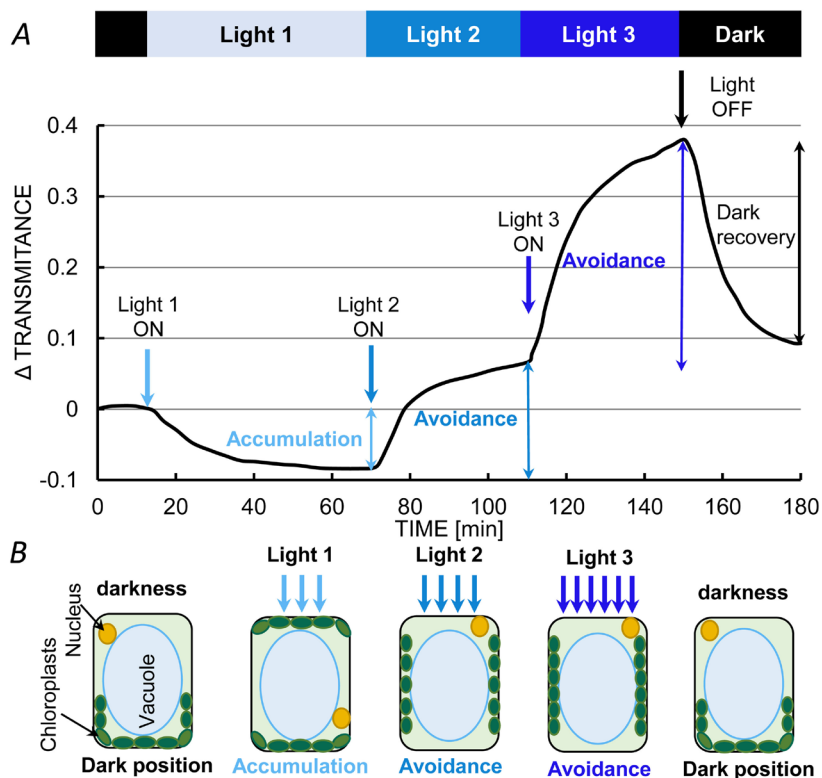 A
Light 1
Light 2
Light 3
Dark
Light
OFF
Δ TRANSMITANCE
0.4
0.3
0.2
0.1
0
-0.1
Light 1
ON
Light 2
ON
Light 3
ON
Accumulation
Avoidance
Avoidance
Dark
recovery
0
20
40
60
80
100
120
140
160
180
TIME [min]
B
Light 1
Light 2
Light 3
darkness
darkness
Nucleus
Chloroplasts
Vacuole
Dark position
Accumulation
Avoidance
Avoidance
Dark position